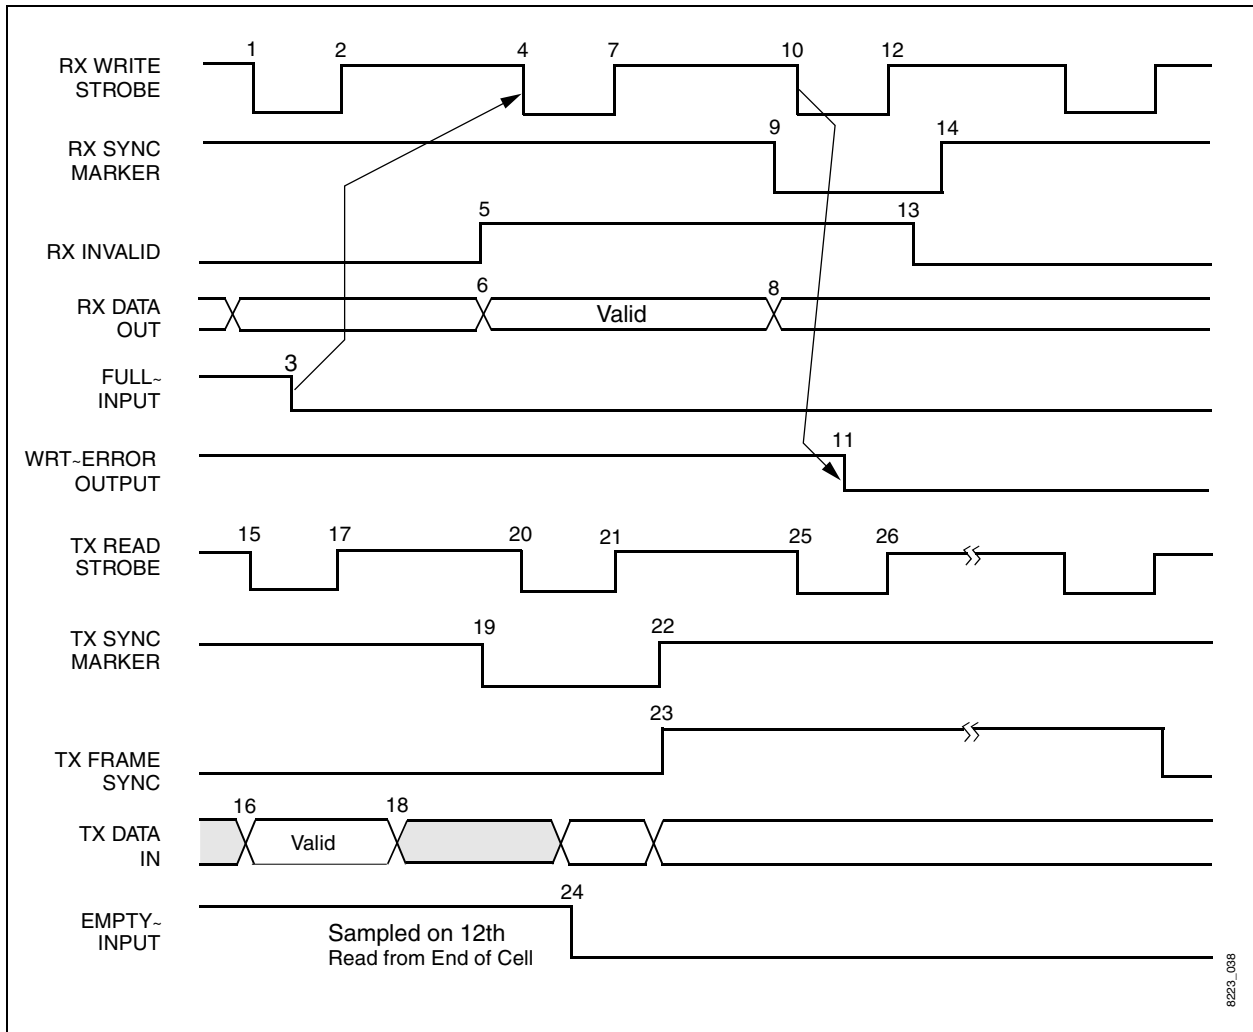 1 2 4 7 10 12
RX WRITE
STROBE
9 14
RX SYNC
MARKER
5 13
RX INVALID
6 8
RX DATA
OUT
Valid
3
FULL~
INPUT
11
WRT~ERROR
OUTPUT
15 17 20 21 25 26
TX READ
STROBE
19 22
TX SYNC
MARKER
23
TX FRAME
SYNC
16 18
TX DATA
IN
Valid
24
EMPTY~
INPUT
Sampled on 12th
Read from End of Cell
8223_038